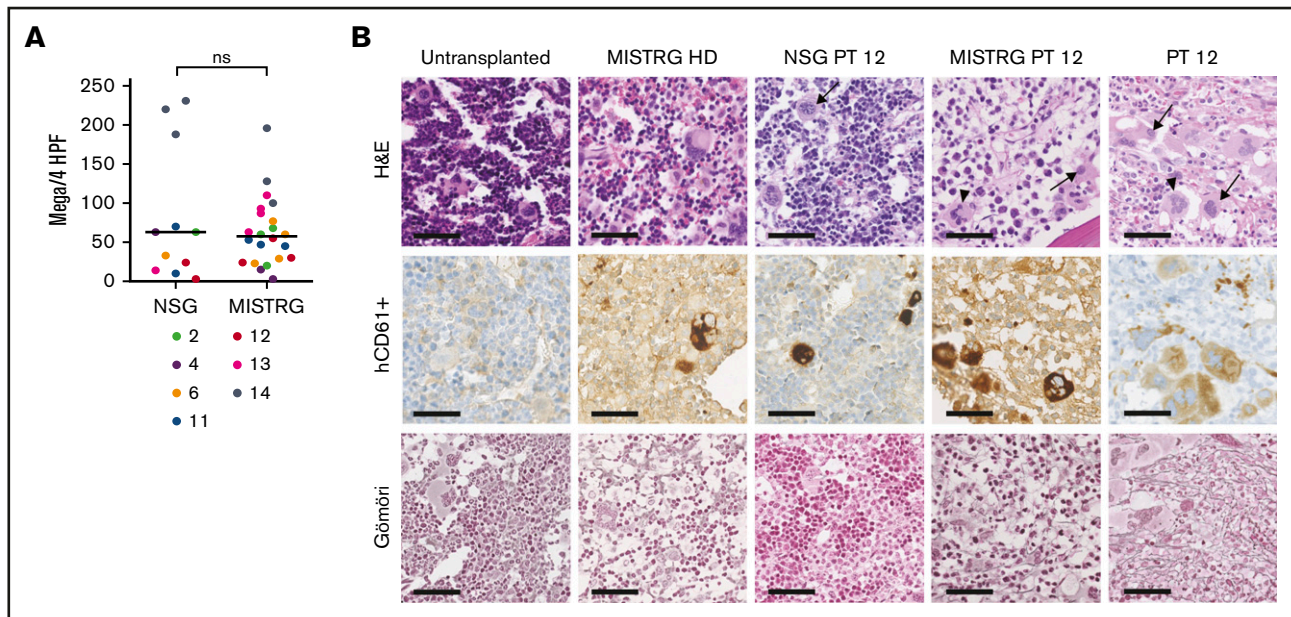 A
ns
Mega/4 HPF
250
200
150
100
50
0
NSG MISTRG
2 12
4 13
6 14
11
B
Untransplanted MISTRG HD NSG PT 12 MISTRG PT 12 PT 12
H&E
hCD61+
Gömöri